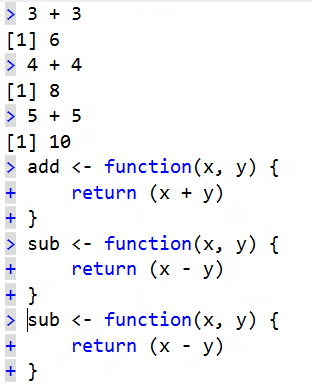 > 3 + 3
[1] 6
> 4 + 4
[1] 8
> 5 + 5
[1] 10
> add <- function(x, y) {
+     return (x + y)
+ }
> sub <- function(x, y) {
+     return (x - y)
+ }
> sub <- function(x, y) {
+     return (x - y)
+ }